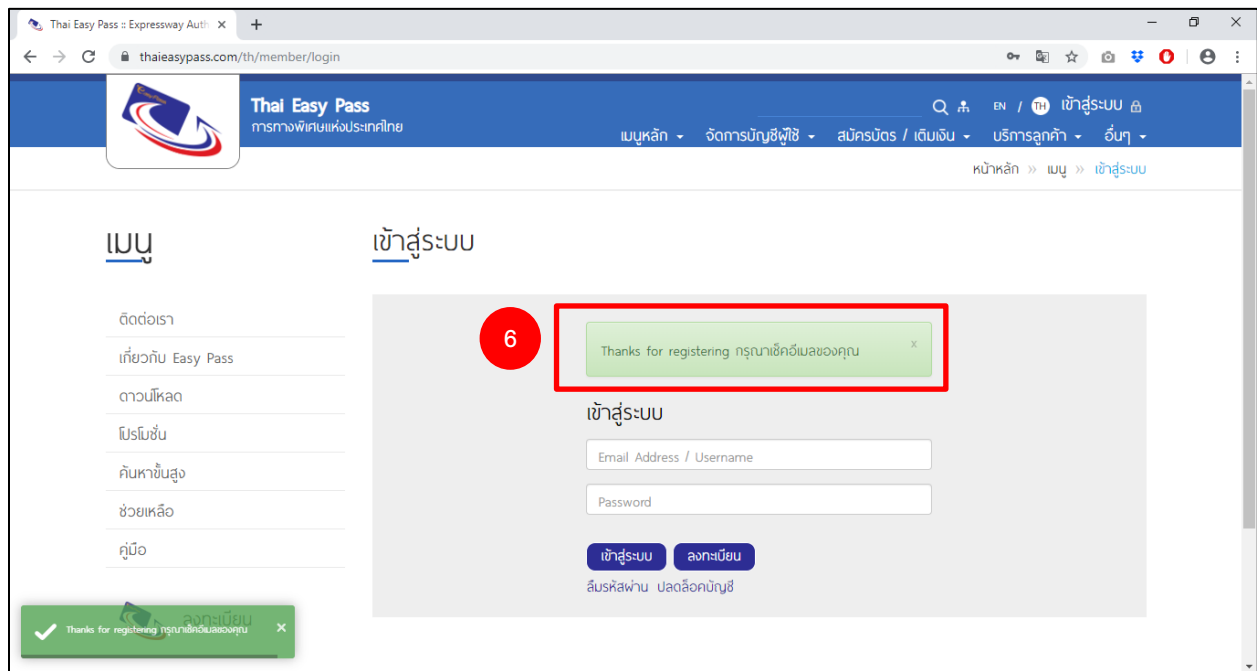 Thai Easy Pass :: Expressway Auth
thaieasypass.com/th/member/login
Thai Easy Pass
การทางพิเศษแห่งประเทศไทย
EN / TH เข้าสู่ระบบ
เมนูหลัก จัดการบัญชีผู้ใช้ สมัครบัตร / เติมเงิน บริการลูกค้า อื่นๆ
หน้าหลัก » เมนู » เข้าสู่ระบบ
เมนู
ติดต่อเรา
เกี่ยวกับ Easy Pass
ดาวน์โหลด
โปรโมชั่น
ค้นหาขั้นสูง
ช่วยเหลือ
คู่มือ
ลงทะเบียน
เข้าสู่ระบบ
6
Thanks for registering กรุณาเช็คอีเมลของคุณ x
เข้าสู่ระบบ
Email Address / Username
Password
เข้าสู่ระบบ ลงทะเบียน
ลืมรหัสผ่าน ปลดล็อคบัญชี
Thanks for registering กรุณาเช็คอีเมลของคุณ ×